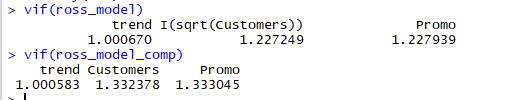 > vif(ross_model)
trend I(sqrt(Customers)) Promo
1.000670 1.227249 1.227939
> vif(ross_model_comp)
trend Customers Promo
1.000583 1.332378 1.333045
>